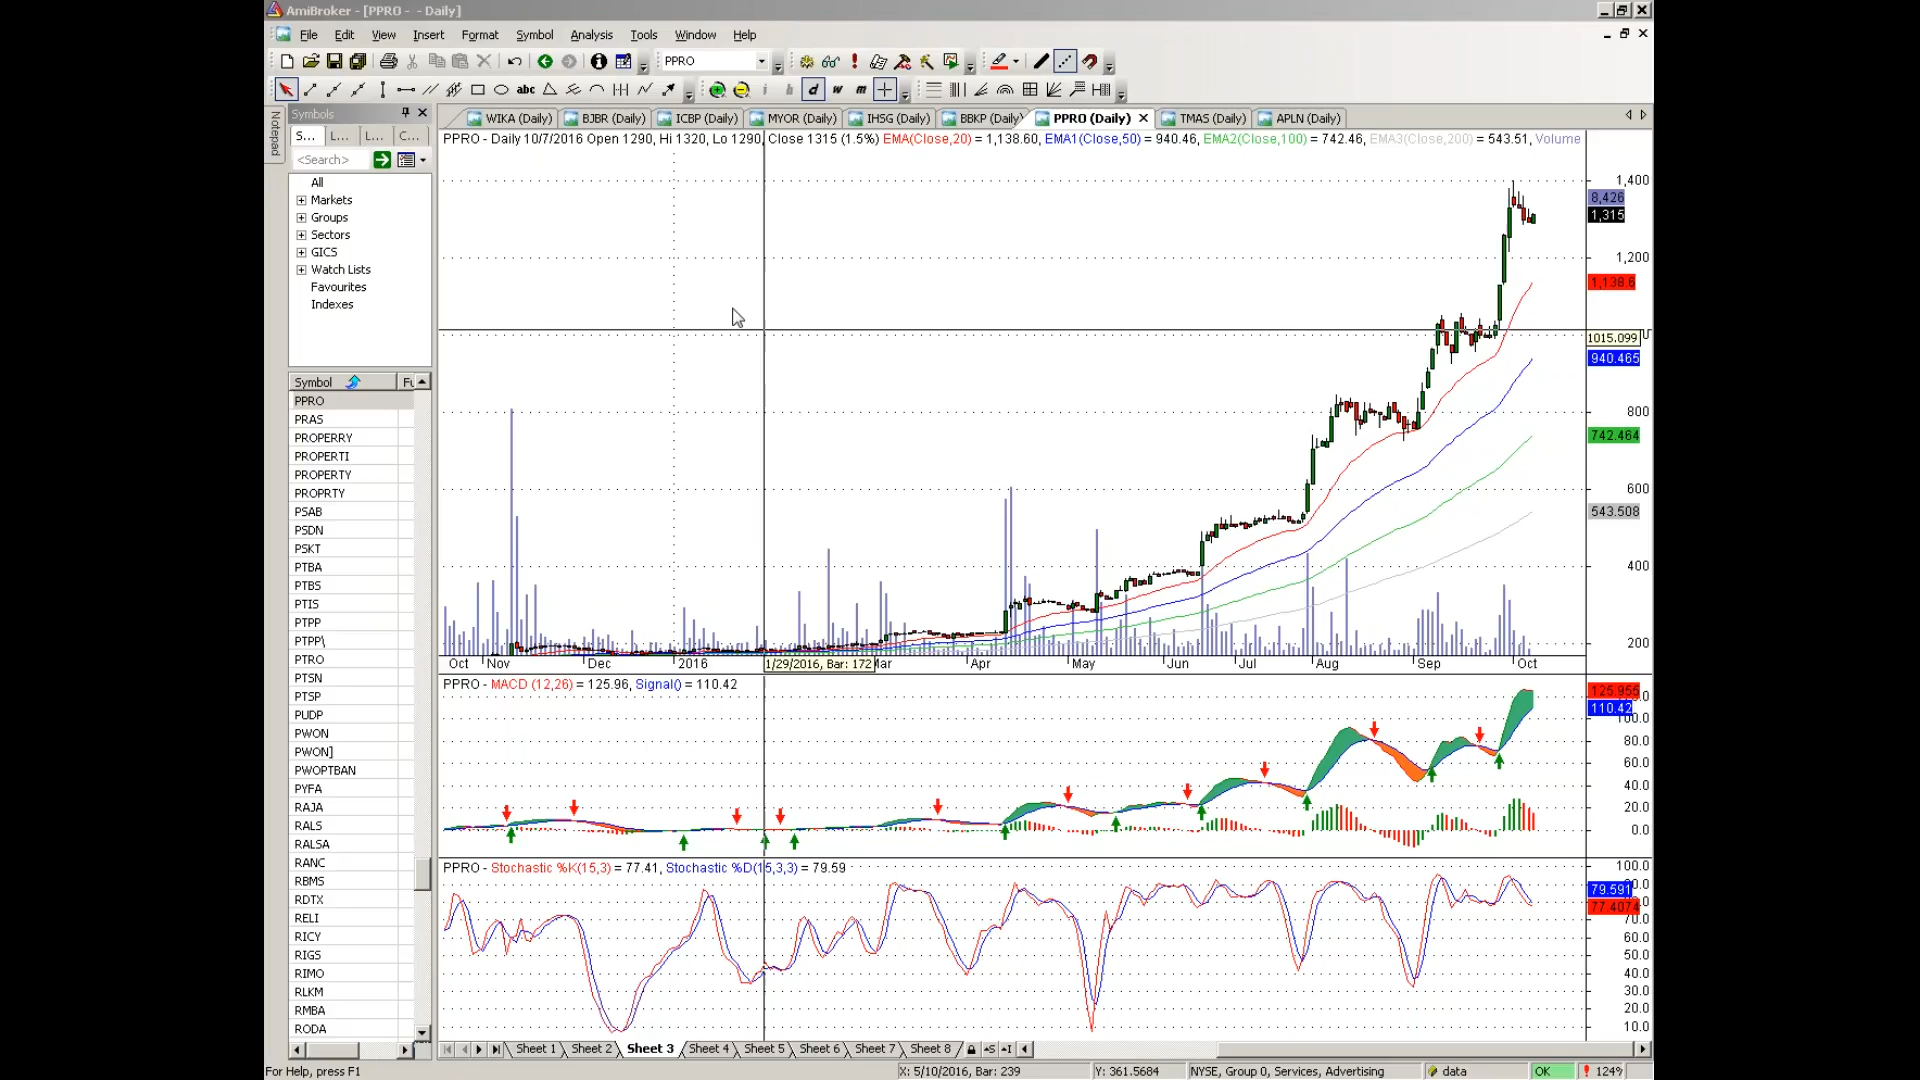 AmiBroker - [PPRO - - Daily]
File Edit View Insert Format Symbol Analysis Tools Window Help
PPRO
abc
i h d w m
Notepad
Symbols
S... L... L... C...
<Search>
All
Markets
Groups
Sectors
GICS
Watch Lists
Favourites
Indexes
Symbol Fu
PPRO
PRAS
PROPERRY
PROPERTI
PROPERTY
PROPRTY
PSAB
PSDN
PSKT
PTBA
PTBS
PTIS
PTPP
PTPP\
PTRO
PTSN
PTSP
PUDP
PWON
PWON]
PWOPTBAN
PYFA
RAJA
RALS
RALSA
RANC
RBMS
RDTX
RELI
RICY
RIGS
RIMO
RLKM
RMBA
RODA
WIKA (Daily) BJBR (Daily) ICBP (Daily) MYOR (Daily) IHSG (Daily) BBKP (Daily) PPRO (Daily) TMAS (Daily) APLN (Daily)
PPRO - Daily 10/7/2016 Open 1290, Hi 1320, Lo 1290, Close 1315 (1.5%) EMA(Close,20) = 1,138.60, EMA1(Close,50) = 940.46, EMA2(Close,100) = 742.46, EMA3(Close,200) = 543.51, Volume
1,400
8,426
1,315
1,200
1,138.6
1015.099
940.465
800
742.464
600
543.508
400
200
Oct Nov Dec 2016 1/29/2016, Bar: 172 Mar Apr May Jun Jul Aug Sep Oct
PPRO - MACD (12,26) = 125.96, Signal() = 110.42
125.955
110.42
100.0
80.0
60.0
40.0
20.0
0.0
PPRO - Stochastic %K(15,3) = 77.41, Stochastic %D(15,3,3) = 79.59
100.0
79.591
77.4074
70.0
60.0
50.0
40.0
30.0
20.0
10.0
Sheet 1 Sheet 2 Sheet 3 Sheet 4 Sheet 5 Sheet 6 Sheet 7 Sheet 8
For Help, press F1 X: 5/10/2016, Bar: 239 Y: 361.5684 NYSE, Group 0, Services, Advertising data OK 124%